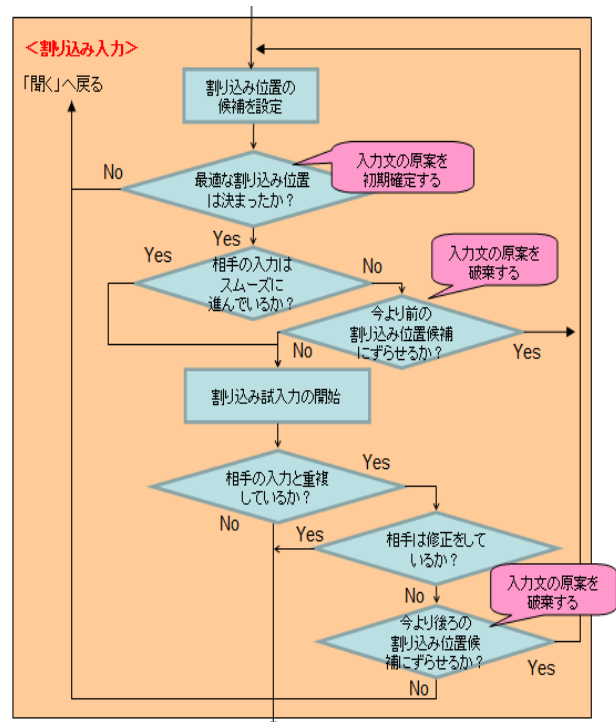 <割り込み入力>
「聞く」へ戻る
割り込み位置の
候補を設定
No
最適な割り込み位置
は決まったか？
入力文の原案を
初期確定する
Yes
Yes
相手の入力は
スムーズに
進んでいるか？
No
入力文の原案を
破棄する
今より前の
割り込み位置候補
にずらせるか？
No
Yes
割り込み試入力の開始
相手の入力と重複
しているか？
Yes
No
Yes
相手は修正をして
いるか？
No
入力文の原案を
破棄する
今より後ろの
割り込み位置候
補にずらせるか？
Yes
No